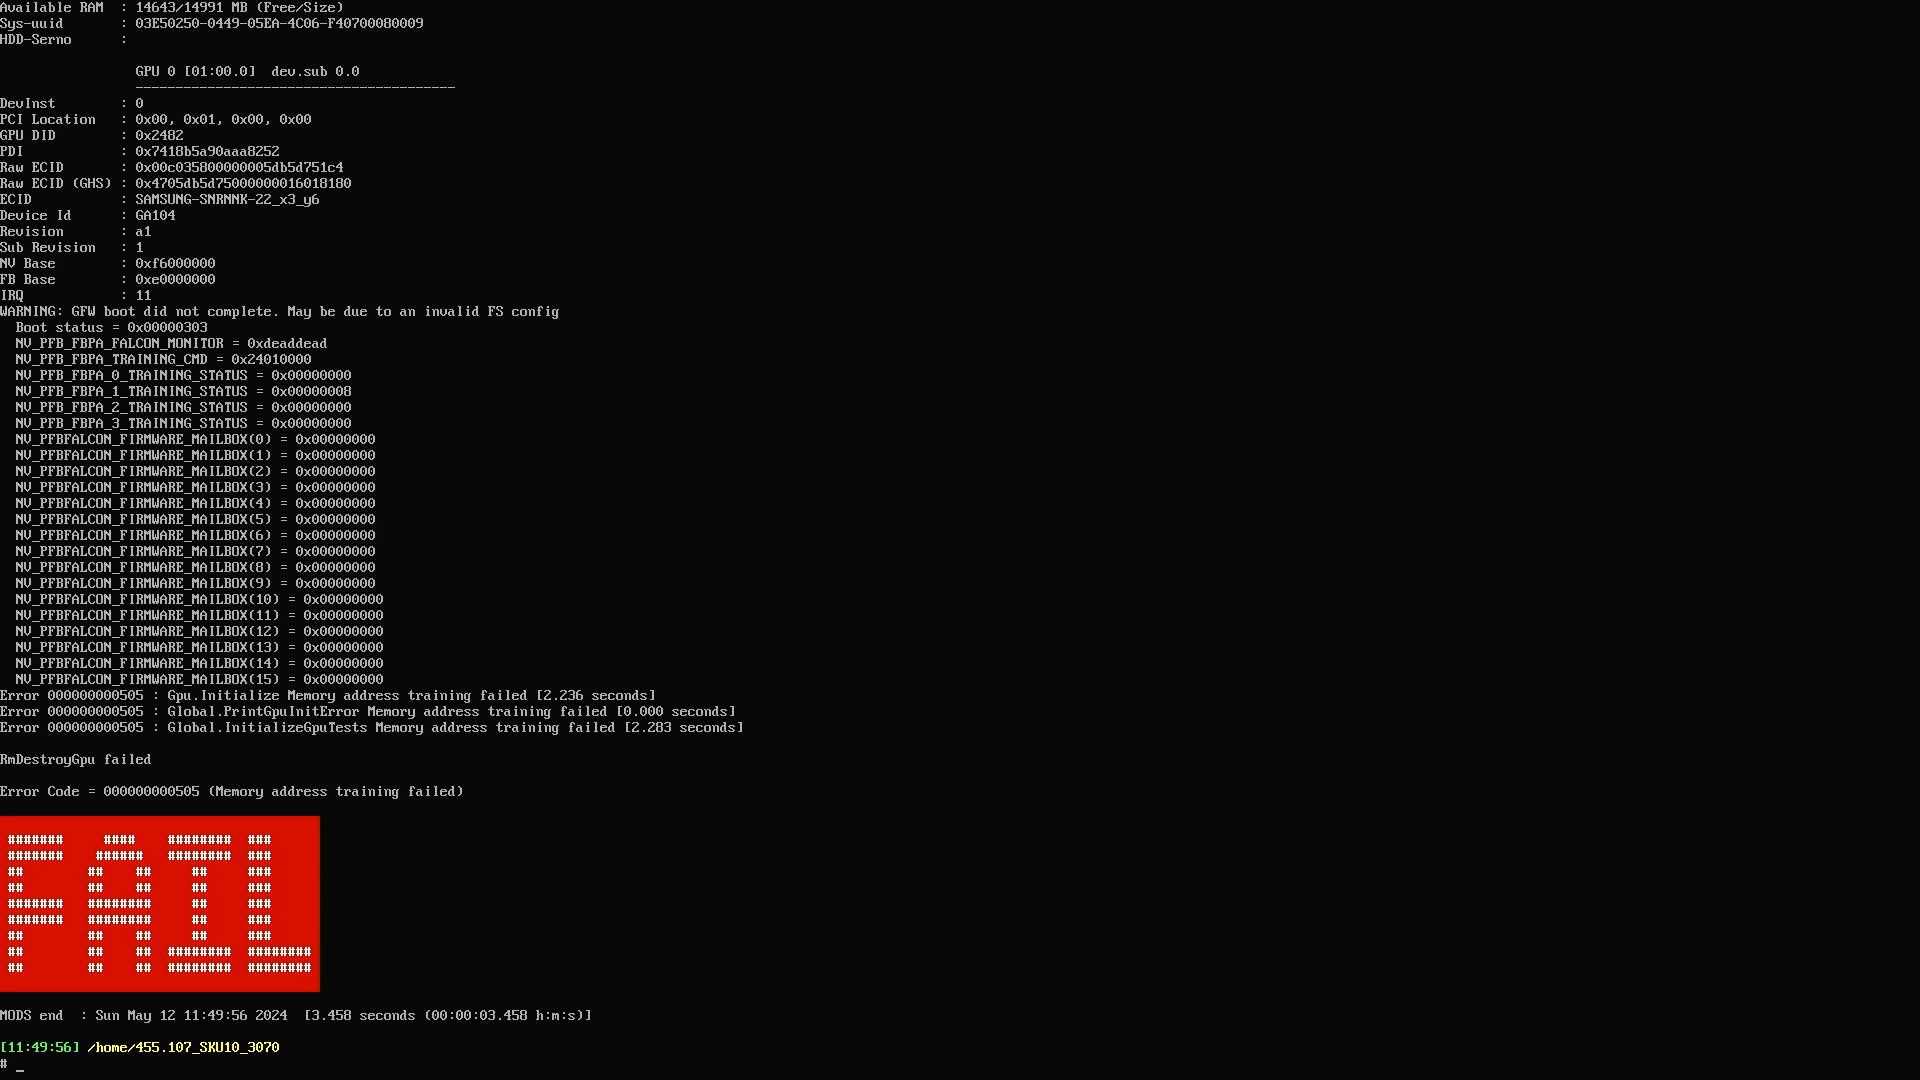 Available RAM  : 14643/14991 MB (Free/Size)
Sys-uuid       : 03E50250-0449-05EA-4C06-F40700080009
HDD-Serno      :
GPU 0 [01:00.0]  dev.sub 0.0
----------------------------------------
DevInst        : 0
PCI Location   : 0x00, 0x01, 0x00, 0x00
GPU DID        : 0x2482
PDI            : 0x7418b5a90aaa8252
Raw ECID       : 0x00c035800000005db5d751c4
Raw ECID (GHS) : 0x4705db5d75000000016018180
ECID           : SAMSUNG-SNRNNK-22_x3_y6
Device Id      : GA104
Revision       : a1
Sub Revision   : 1
NV Base        : 0xf6000000
FB Base        : 0xe0000000
IRQ            : 11
WARNING: GFW boot did not complete. May be due to an invalid FS config
  Boot status = 0x00000303
  NV_PFB_FBPA_FALCON_MONITOR = 0xdeaddead
  NV_PFB_FBPA_TRAINING_CMD = 0x24010000
  NV_PFB_FBPA_0_TRAINING_STATUS = 0x00000000
  NV_PFB_FBPA_1_TRAINING_STATUS = 0x00000008
  NV_PFB_FBPA_2_TRAINING_STATUS = 0x00000000
  NV_PFB_FBPA_3_TRAINING_STATUS = 0x00000000
  NV_PFBFALCON_FIRMWARE_MAILBOX(0) = 0x00000000
  NV_PFBFALCON_FIRMWARE_MAILBOX(1) = 0x00000000
  NV_PFBFALCON_FIRMWARE_MAILBOX(2) = 0x00000000
  NV_PFBFALCON_FIRMWARE_MAILBOX(3) = 0x00000000
  NV_PFBFALCON_FIRMWARE_MAILBOX(4) = 0x00000000
  NV_PFBFALCON_FIRMWARE_MAILBOX(5) = 0x00000000
  NV_PFBFALCON_FIRMWARE_MAILBOX(6) = 0x00000000
  NV_PFBFALCON_FIRMWARE_MAILBOX(7) = 0x00000000
  NV_PFBFALCON_FIRMWARE_MAILBOX(8) = 0x00000000
  NV_PFBFALCON_FIRMWARE_MAILBOX(9) = 0x00000000
  NV_PFBFALCON_FIRMWARE_MAILBOX(10) = 0x00000000
  NV_PFBFALCON_FIRMWARE_MAILBOX(11) = 0x00000000
  NV_PFBFALCON_FIRMWARE_MAILBOX(12) = 0x00000000
  NV_PFBFALCON_FIRMWARE_MAILBOX(13) = 0x00000000
  NV_PFBFALCON_FIRMWARE_MAILBOX(14) = 0x00000000
  NV_PFBFALCON_FIRMWARE_MAILBOX(15) = 0x00000000
Error 000000000505 : Gpu.Initialize Memory address training failed [2.236 seconds]
Error 000000000505 : Global.PrintGpuInitError Memory address training failed [0.000 seconds]
Error 000000000505 : Global.InitializeGpuTests Memory address training failed [2.283 seconds]
RmDestroyGpu failed
Error Code = 000000000505 (Memory address training failed)
FAIL
MODS end  : Sun May 12 11:49:56 2024  [3.458 seconds (00:00:03.458 h:m:s)]
[11:49:56] /home/455.107_SKU10_3070
# _